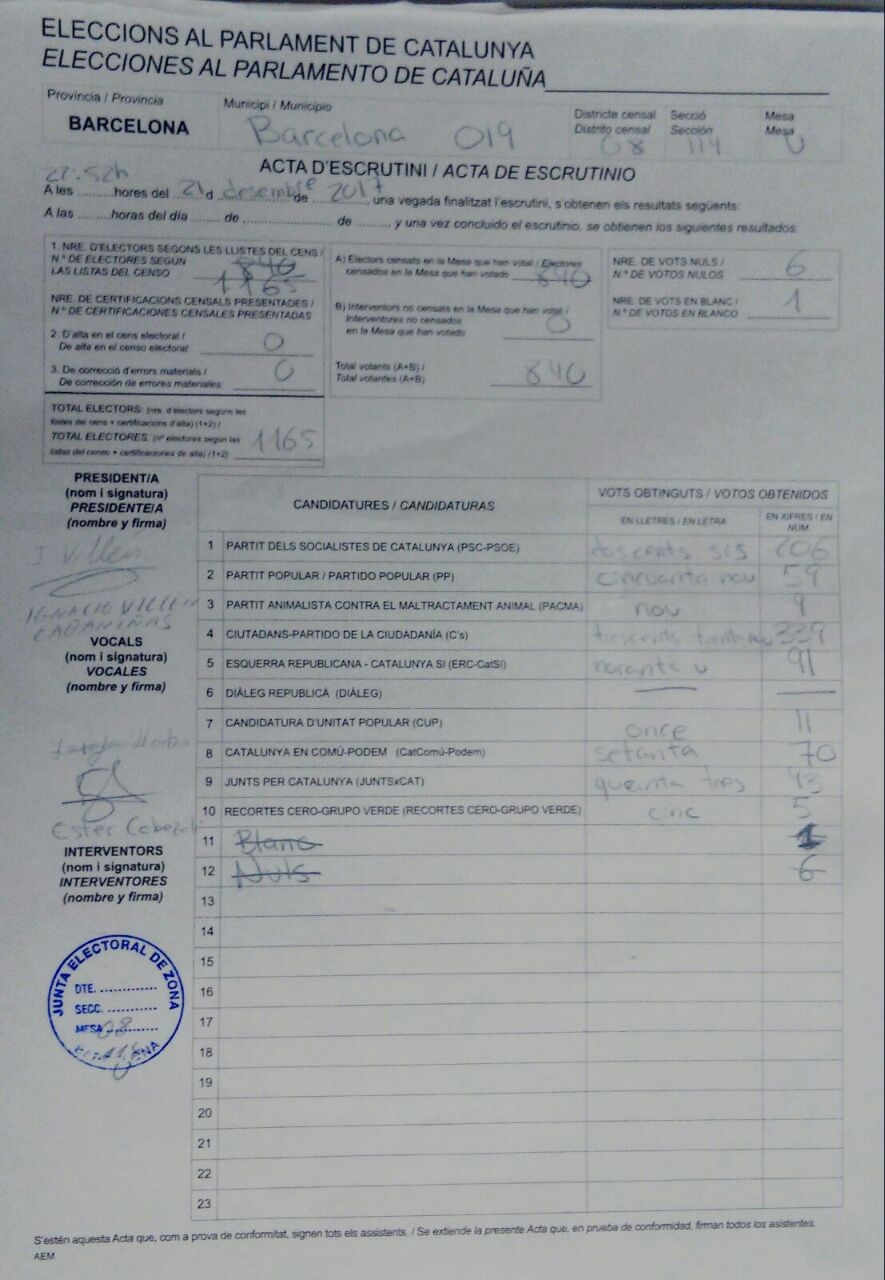 ELECCIONS AL PARLAMENT DE CATALUNYA
ELECCIONES AL PARLAMENTO DE CATALUÑA
Província / Provincia
BARCELONA
Municipi / Municipio
Barcelona 019
Districte censal Secció Mesa
Distrito censal Sección Mesa
08 114 U
ACTA D'ESCRUTINI / ACTA DE ESCRUTINIO
22:52h
A les .........hores del 21 d desembre de 2017, una vegada finalitzat l'escrutini, s'obtenen els resultats següents:
A las .........horas del día ........ de ......................... de .......... y una vez concluido el escrutinio, se obtienen los siguientes resultados:
1. NRE. D'ELECTORS SEGONS LES LLISTES DEL CENS /
N.º DE ELECTORES SEGÚN 840
LAS LISTAS DEL CENSO 1165
NRE. DE CERTIFICACIONS CENSALS PRESENTADES /
N.º DE CERTIFICACIONES CENSALES PRESENTADAS
2. D'alta en el cens electoral /
De alta en el censo electoral: 0
3. De correcció d'errors materials /
De corrección de errores materiales: 0
TOTAL ELECTORS: (nre. d'electors segons les
llistes del cens + certificacions d'alta) (1+2) /
TOTAL ELECTORES: (nº electores según las
listas del censo + certificaciones de alta) (1+2) 1165
A) Electors censats en la Mesa que han votat / Electores
censados en la Mesa que han votado 840
B) Interventors no censats en la Mesa que han votat /
Interventores no censados
en la Mesa que han votado 0
Total votants (A+B) /
Total votantes (A+B) 840
NRE. DE VOTS NULS /
N.º DE VOTOS NULOS 6
NRE. DE VOTS EN BLANC /
N.º DE VOTOS EN BLANCO 1
PRESIDENT/A
(nom i signatura)
PRESIDENTE/A
(nombre y firma)
I Villen
IGNACIO VILLEN
CABANIÑAS
VOCALS
(nom i signatura)
VOCALES
(nombre y firma)
Ester
INTERVENTORS
(nom i signatura)
INTERVENTORES
(nombre y firma)
JUNTA ELECTORAL DE ZONA
DTE. ..............
SECC. ............
MESA 08
114
U
CANDIDATURES / CANDIDATURAS
VOTS OBTINGUTS / VOTOS OBTENIDOS
EN LLETRES / EN LETRA
EN XIFRES / EN NÚM.
1 PARTIT DELS SOCIALISTES DE CATALUNYA (PSC-PSOE) doscents sis 206
2 PARTIT POPULAR / PARTIDO POPULAR (PP) cincuanta nou 59
3 PARTIT ANIMALISTA CONTRA EL MALTRACTAMENT ANIMAL (PACMA) nou 9
4 CIUTADANS-PARTIDO DE LA CIUDADANÍA (C's) trescents trenta nou 339
5 ESQUERRA REPUBLICANA - CATALUNYA SÍ (ERC-CatSí) noranta u 91
6 DIÀLEG REPUBLICÀ (DIÀLEG)
7 CANDIDATURA D'UNITAT POPULAR (CUP) once 11
8 CATALUNYA EN COMÚ-PODEM (CatComú-Podem) setanta 70
9 JUNTS PER CATALUNYA (JUNTSxCAT) quaranta tres 43
10 RECORTES CERO-GRUPO VERDE (RECORTES CERO-GRUPO VERDE) cinc 5
11 Blanc 1
12 Nuls 6
13
14
15
16
17
18
19
20
21
22
23
S'estén aquesta Acta que, com a prova de conformitat, signen tots els assistents. / Se extiende la presente Acta que, en prueba de conformidad, firman todos los asistentes.
AEM